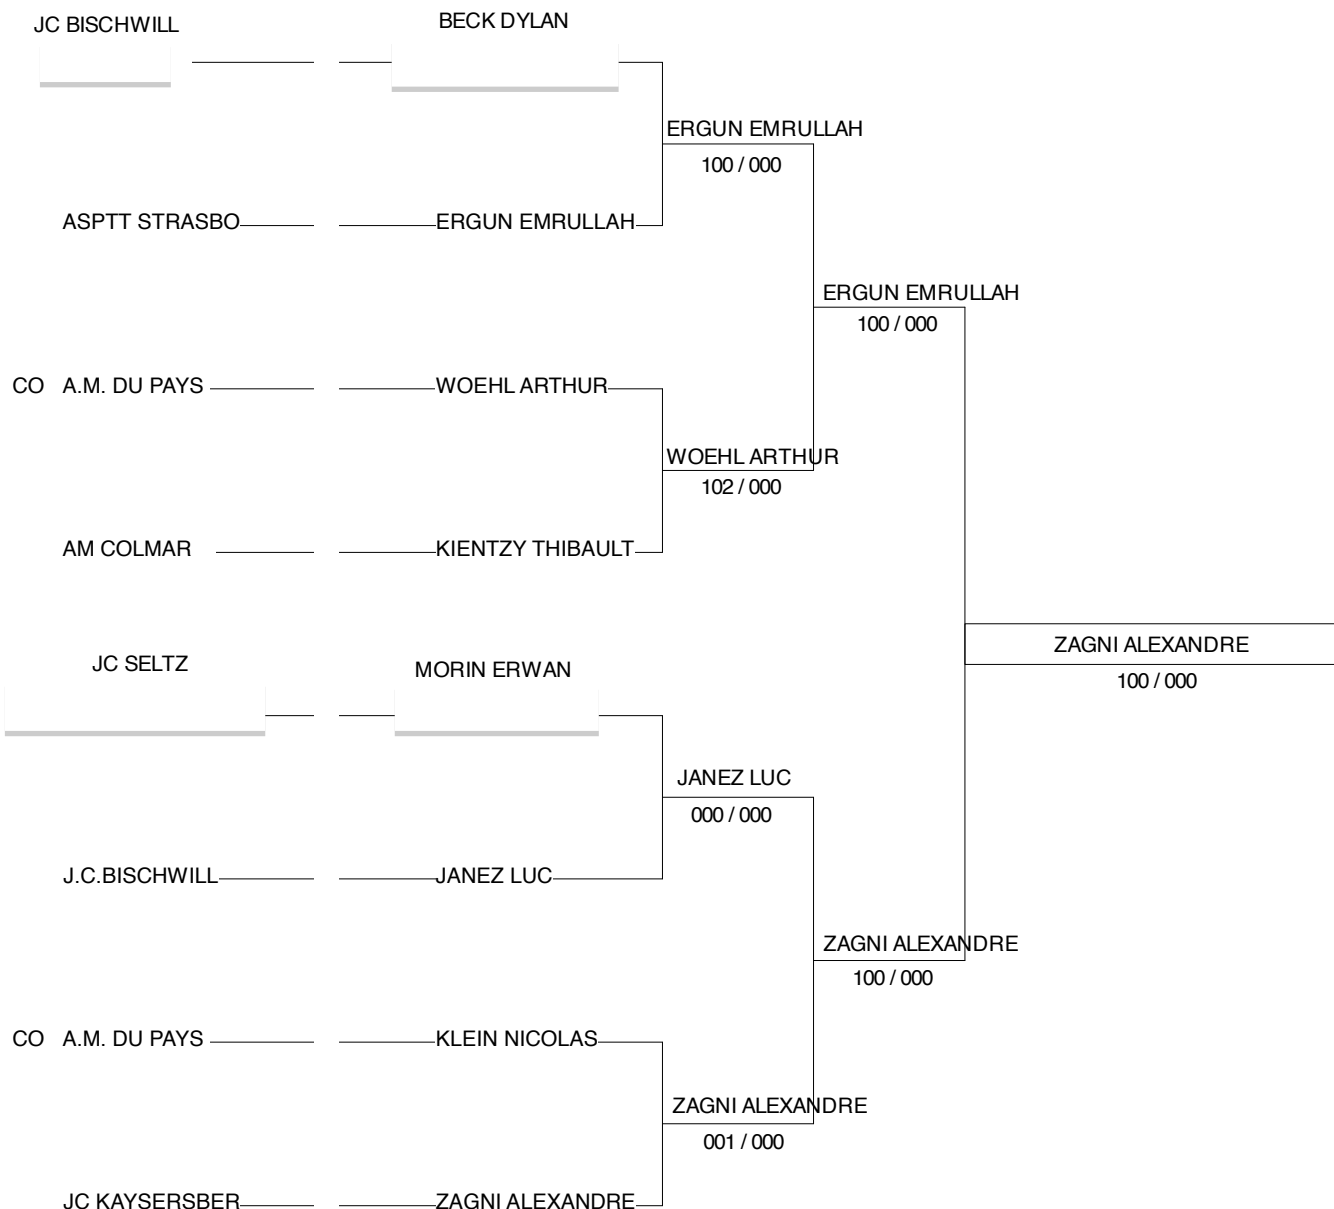 JC BISCHWILL BECK DYLAN
ERGUN EMRULLAH
100 / 000
ASPTT STRASBO ERGUN EMRULLAH
ERGUN EMRULLAH
100 / 000
CO A.M. DU PAYS WOEHL ARTHUR
WOEHL ARTHUR
102 / 000
AM COLMAR KIENTZY THIBAULT
ZAGNI ALEXANDRE
JC SELTZ MORIN ERWAN
100 / 000
JANEZ LUC
000 / 000
J.C.BISCHWILL JANEZ LUC
ZAGNI ALEXANDRE
100 / 000
CO A.M. DU PAYS KLEIN NICOLAS
ZAGNI ALEXANDRE
001 / 000
JC KAYSERSBER ZAGNI ALEXANDRE